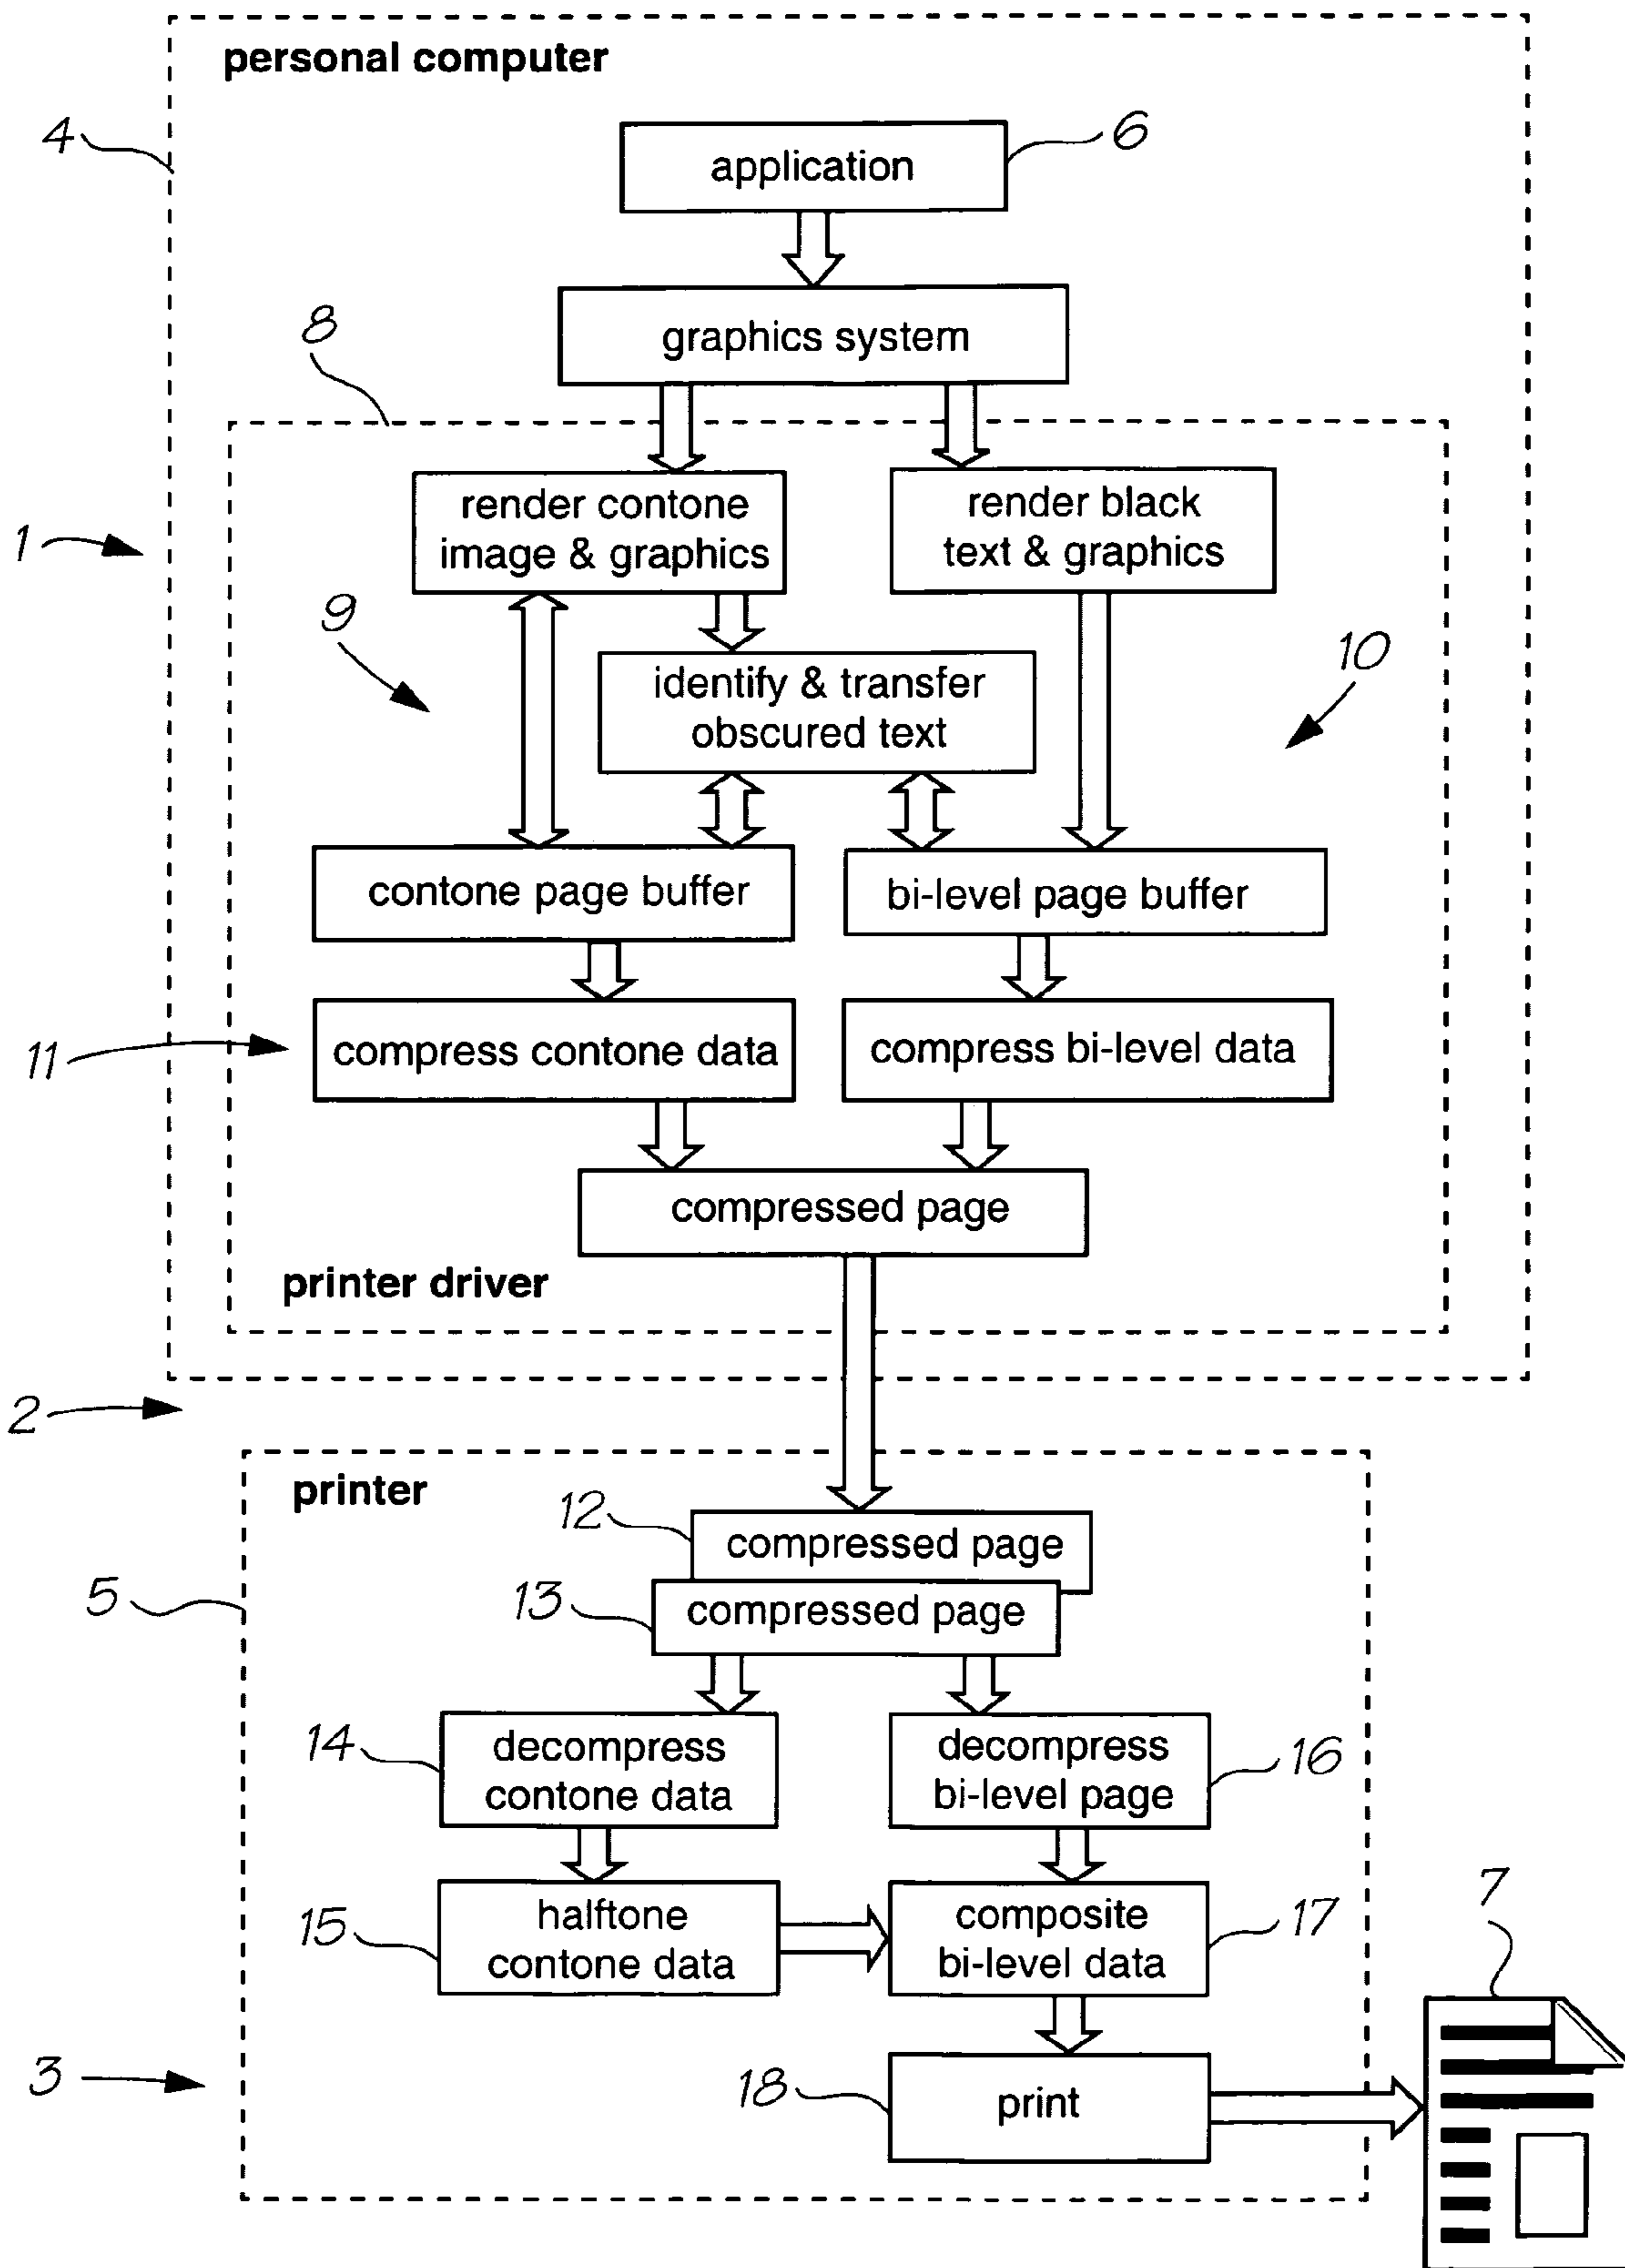 personal computer
4
application
6
graphics system
8
render contone
image & graphics
render black
text & graphics
1
9
identify & transfer
obscured text
10
contone page buffer
bi-level page buffer
11
compress contone data
compress bi-level data
compressed page
printer driver
2
printer
12
compressed page
5
13
compressed page
14
decompress
contone data
decompress
bi-level page
16
15
halftone
contone data
composite
bi-level data
17
7
3
18
print